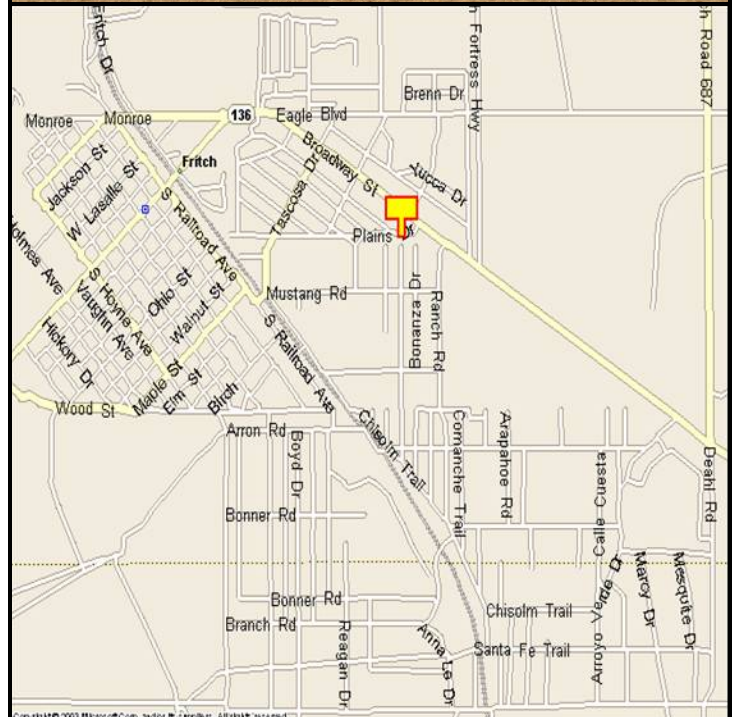 Fritch Dr
h Fortress Hwy
ch Road 687
Brenn Dr
Monroe
Monroe
136
Eagle Blvd
Broadway St
Fritch
Yucca Dr
Jackson St
W Lasalle St
Tascosa Dr
S Railroad Ave
Plains Dr
Holmes Ave
S Hoyne Ave
Vaughn Ave
Ohio St
Walnut St
Mustang Rd
Bonanza Dr
Ranch Rd
Hickory Dr
S Railroad Ave
Maple St
Elm St
Birch
Wood St
Arron Rd
Chisolm Trail
Boyd Dr
Comanche Trail
Arapahoe Rd
Calle Cuesta
Deahl Rd
Bonner Rd
Arroyo Verde Dr
Marcy Dr
Mesquite Dr
Bonner Rd
Chisolm Trail
Branch Rd
Reagan Dr
Anna Le Dr
Santa Fe Trail